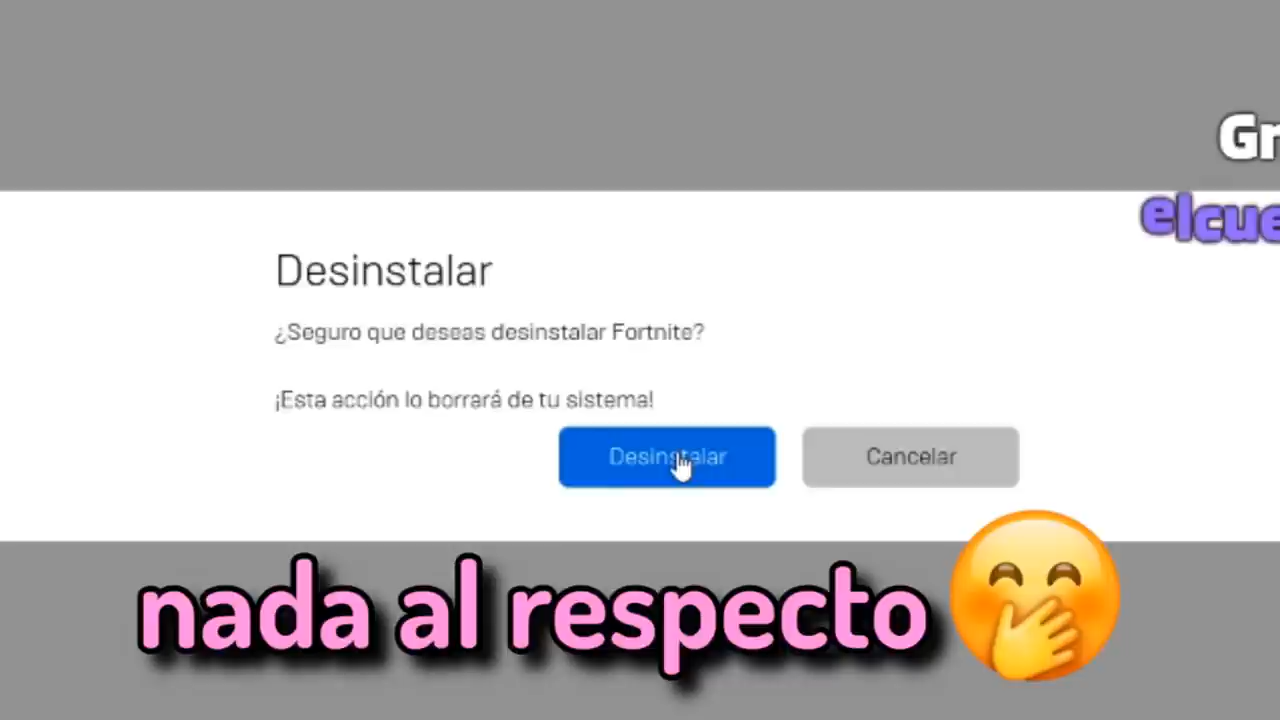 Desinstalar
¿Seguro que deseas desinstalar Fortnite?
¡Esta acción lo borrará de tu sistema!
Desinstalar
Cancelar
nada al respecto